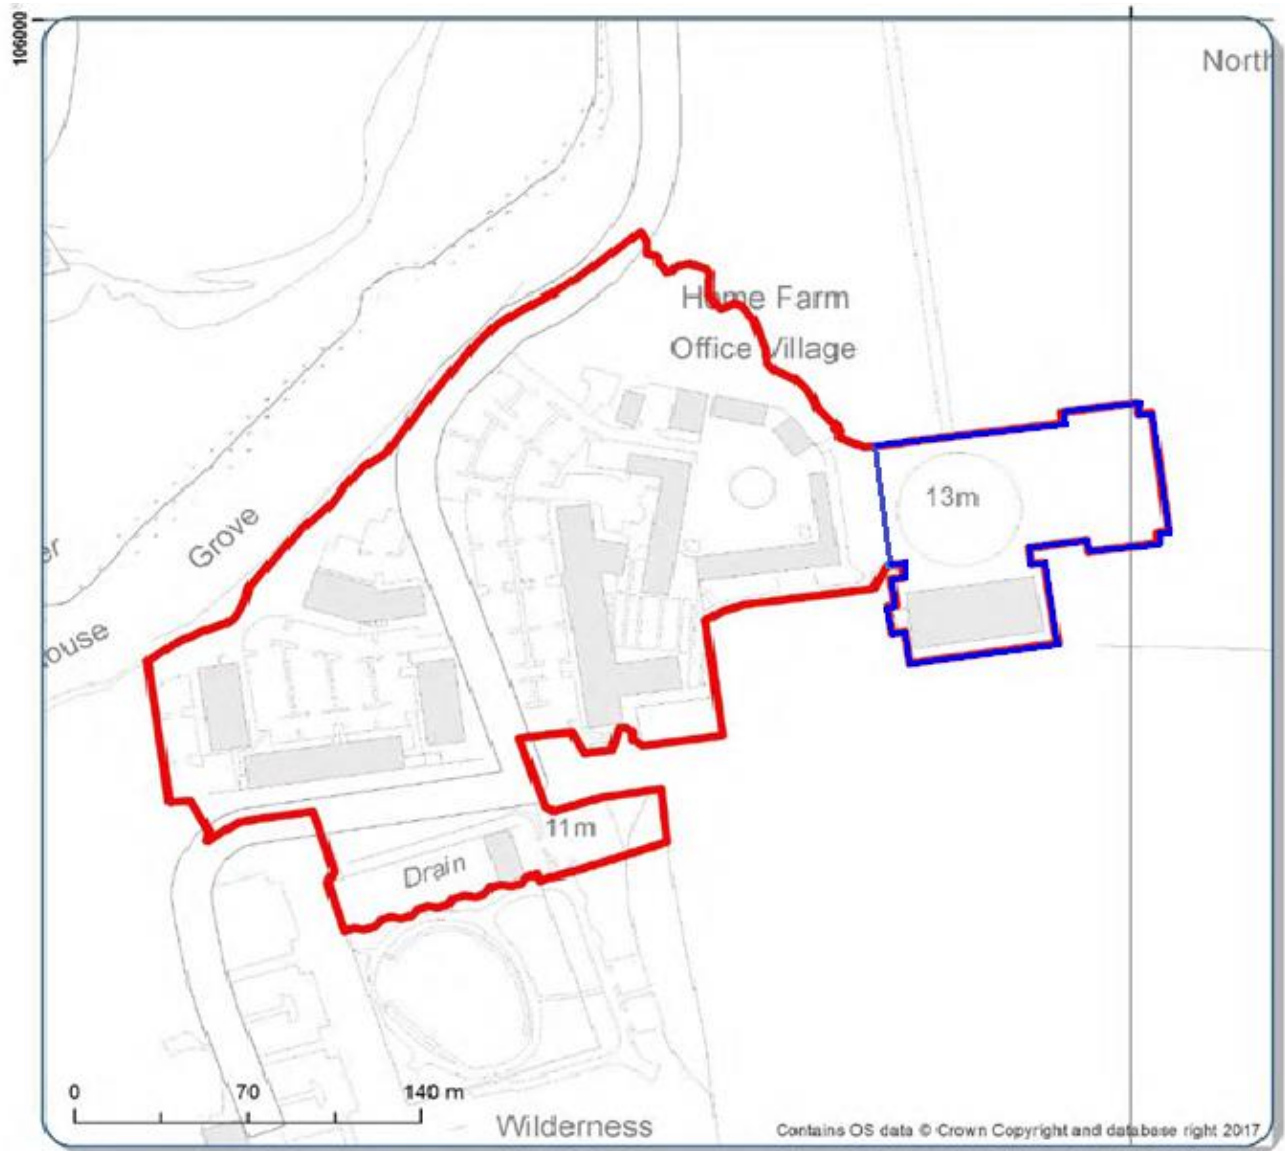 106000
North
Home Farm
Office Village
13m
Grove
er
ouse
11m
Drain
0 70 140 m
Wilderness
Contains OS data © Crown Copyright and database right 2017